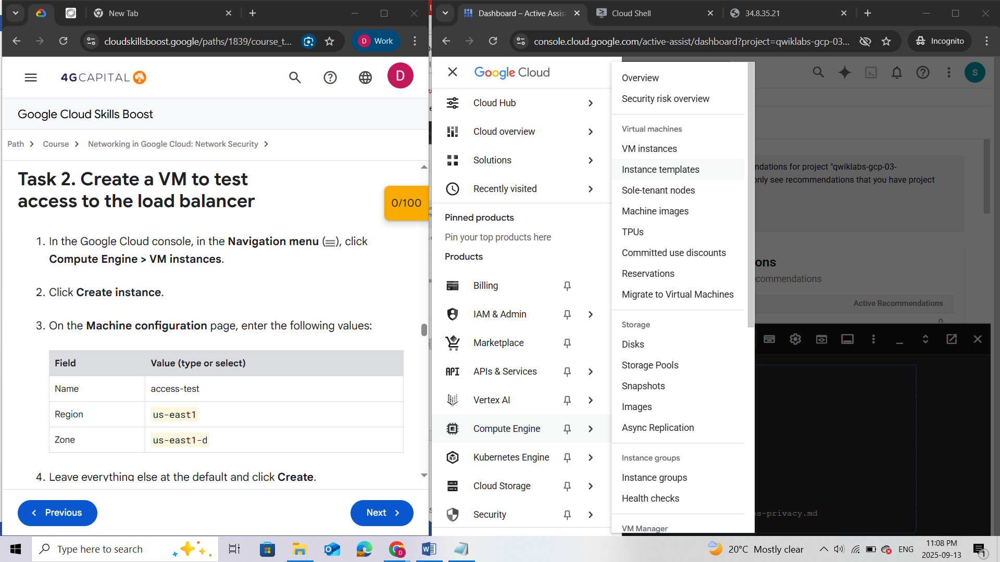 New Tab
cloudskillsboost.google/paths/1839/course_t...
D
Work
4GCAPITAL
D
Google Cloud Skills Boost
Path
Course
Networking in Google Cloud: Network Security
Task 2. Create a VM to test
access to the load balancer
0/100
1. In the Google Cloud console, in the Navigation menu (), click
Compute Engine > VM instances.
2. Click Create instance.
3. On the Machine configuration page, enter the following values:
Field
Value (type or select)
Name
access-test
Region
us-east1
Zone
us-east1-d
4. Leave everything else at the default and click Create.
Previous
Next
Dashboard – Active Assis
Cloud Shell
34.8.35.21
console.cloud.google.com/active-assist/dashboard?project=qwiklabs-gcp-03...
Incognito
Google Cloud
S
Cloud Hub
Cloud overview
Solutions
Recently visited
Pinned products
Pin your top products here
Products
Billing
IAM & Admin
Marketplace
API
APIs & Services
Vertex AI
Compute Engine
Kubernetes Engine
Cloud Storage
Security
Overview
Security risk overview
Virtual machines
VM instances
Instance templates
Sole-tenant nodes
Machine images
TPUs
Committed use discounts
Reservations
Migrate to Virtual Machines
Storage
Disks
Storage Pools
Snapshots
Images
Async Replication
Instance groups
Instance groups
Health checks
VM Manager
ndations for project "qwiklabs-gcp-03-
only see recommendations that you have project
ons
ecommendations
Active Recommendations
0
os-privacy.md
Type here to search
20°C Mostly clear
ENG
11:08 PM
2025-09-13
1